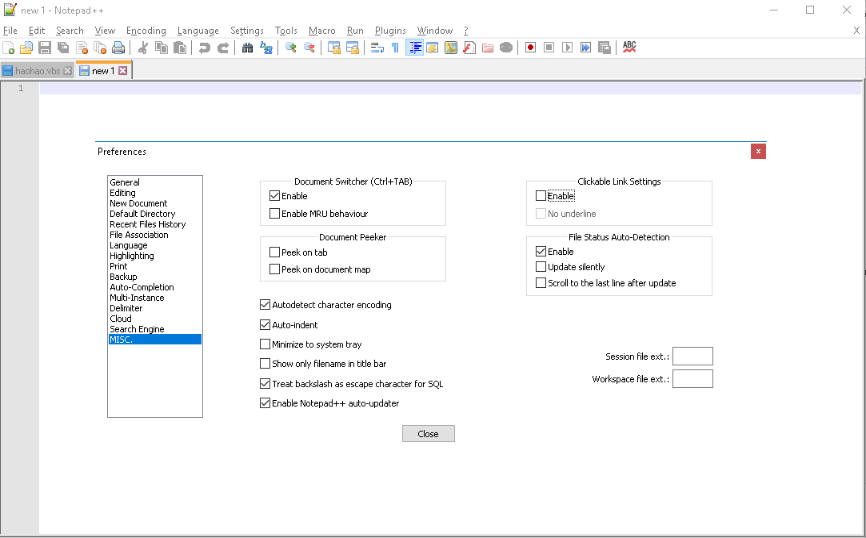 new 1 - Notepad++
File Edit Search View Encoding Language Settings Tools Macro Run Plugins Window ? X
ABC
haohao.vbs new 1
1
Preferences
General
Editing
New Document
Default Directory
Recent Files History
File Association
Language
Highlighting
Print
Backup
Auto-Completion
Multi-Instance
Delimiter
Cloud
Search Engine
MISC.
Document Switcher (Ctrl+TAB)
Enable
Enable MRU behaviour
Document Peeker
Peek on tab
Peek on document map
Autodetect character encoding
Auto-indent
Minimize to system tray
Show only filename in title bar
Treat backslash as escape character for SQL
Enable Notepad++ auto-updater
Clickable Link Settings
Enable
No underline
File Status Auto-Detection
Enable
Update silently
Scroll to the last line after update
Session file ext.:
Workspace file ext.:
Close